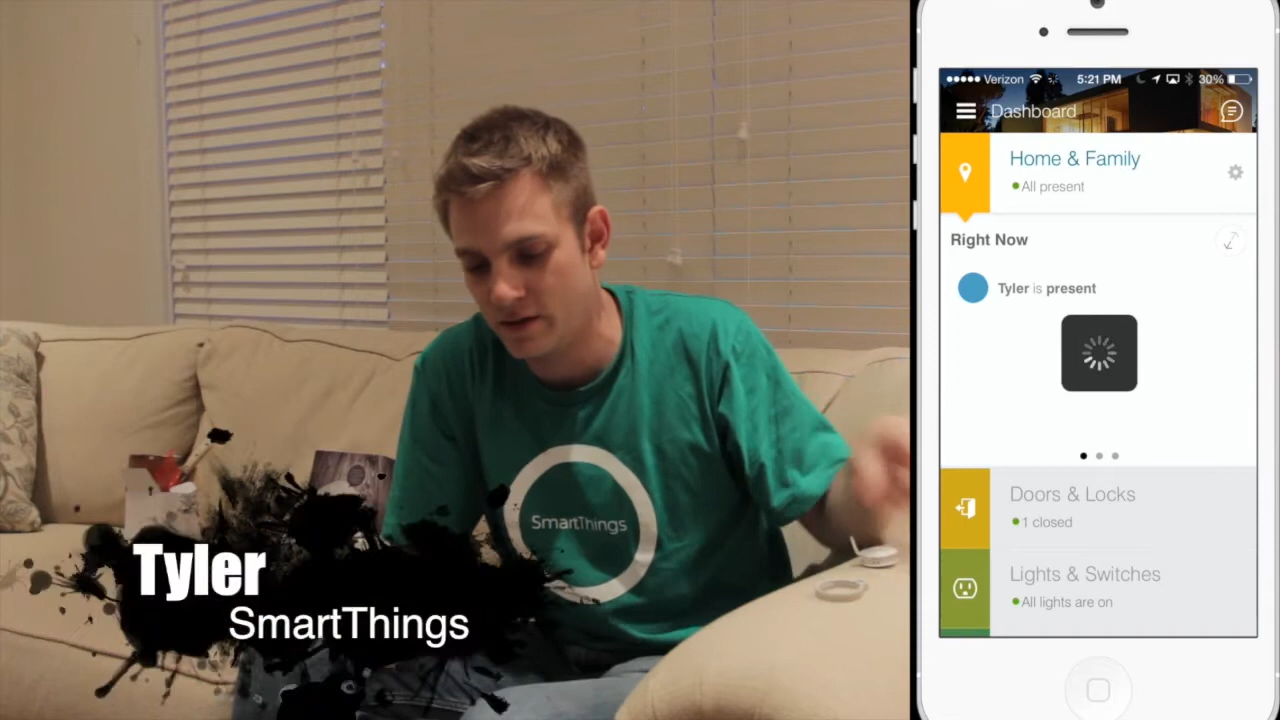 SmartThings
Tyler
SmartThings
Verizon 5:21 PM 30%
Dashboard
Home & Family
All present
Right Now
Tyler is present
Doors & Locks
1 closed
Lights & Switches
All lights are on